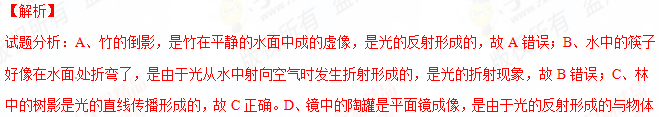 【解析】
试题分析：A、竹的倒影，是竹在平静的水面中成的虚像，是光的反射形成的，故 A 错误；B、水中的筷子
好像在水面处折弯了，是由于光从水中射向空气时发生折射形成的，是光的折射现象，故 B 错误；C、林
中的树影是光的直线传播形成的，故 C 正确。D、镜中的陶罐是平面镜成像，是由于光的反射形成的与物体